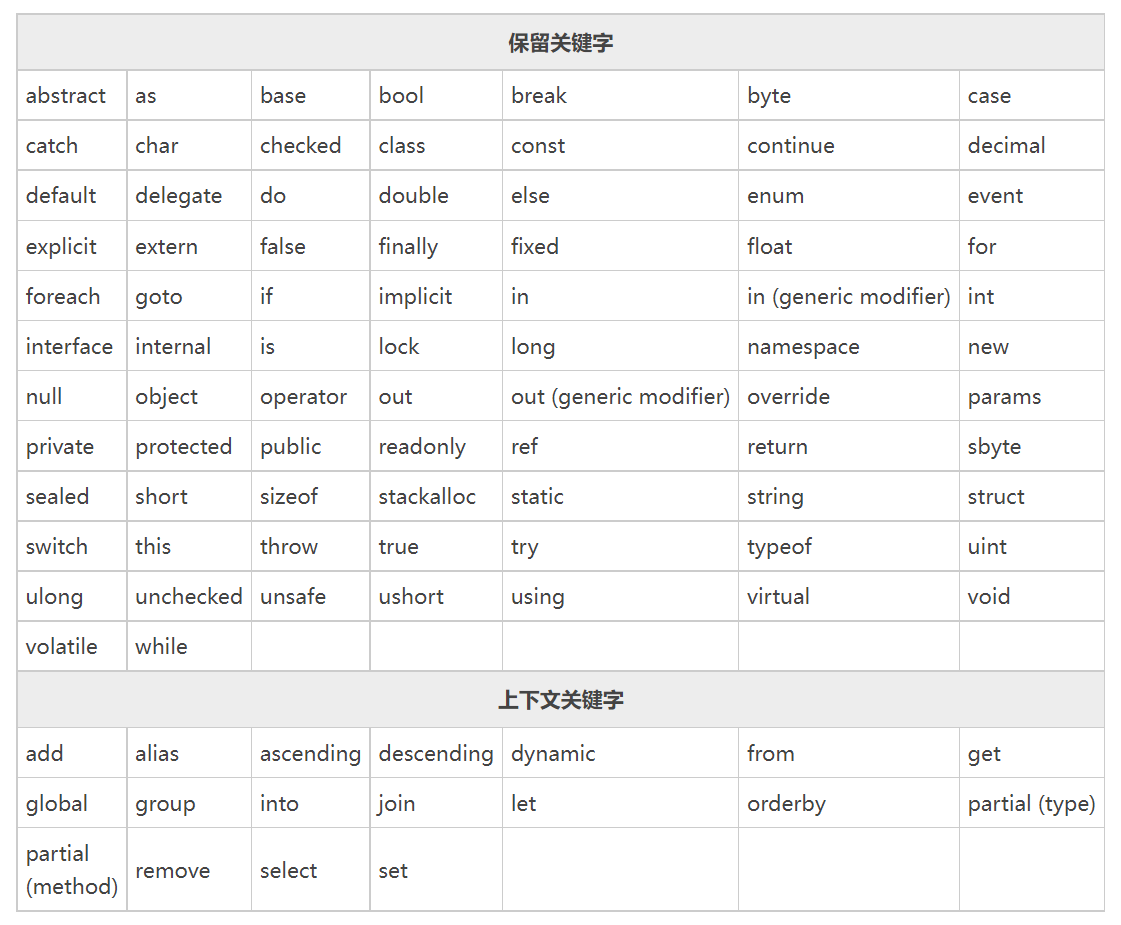 保留关键字
abstract as base bool break byte case
catch char checked class const continue decimal
default delegate do double else enum event
explicit extern false finally fixed float for
foreach goto if implicit in in (generic modifier) int
interface internal is lock long namespace new
null object operator out out (generic modifier) override params
private protected public readonly ref return sbyte
sealed short sizeof stackalloc static string struct
switch this throw true try typeof uint
ulong unchecked unsafe ushort using virtual void
volatile while
上下文关键字
add alias ascending descending dynamic from get
global group into join let orderby partial (type)
partial
(method) remove select set